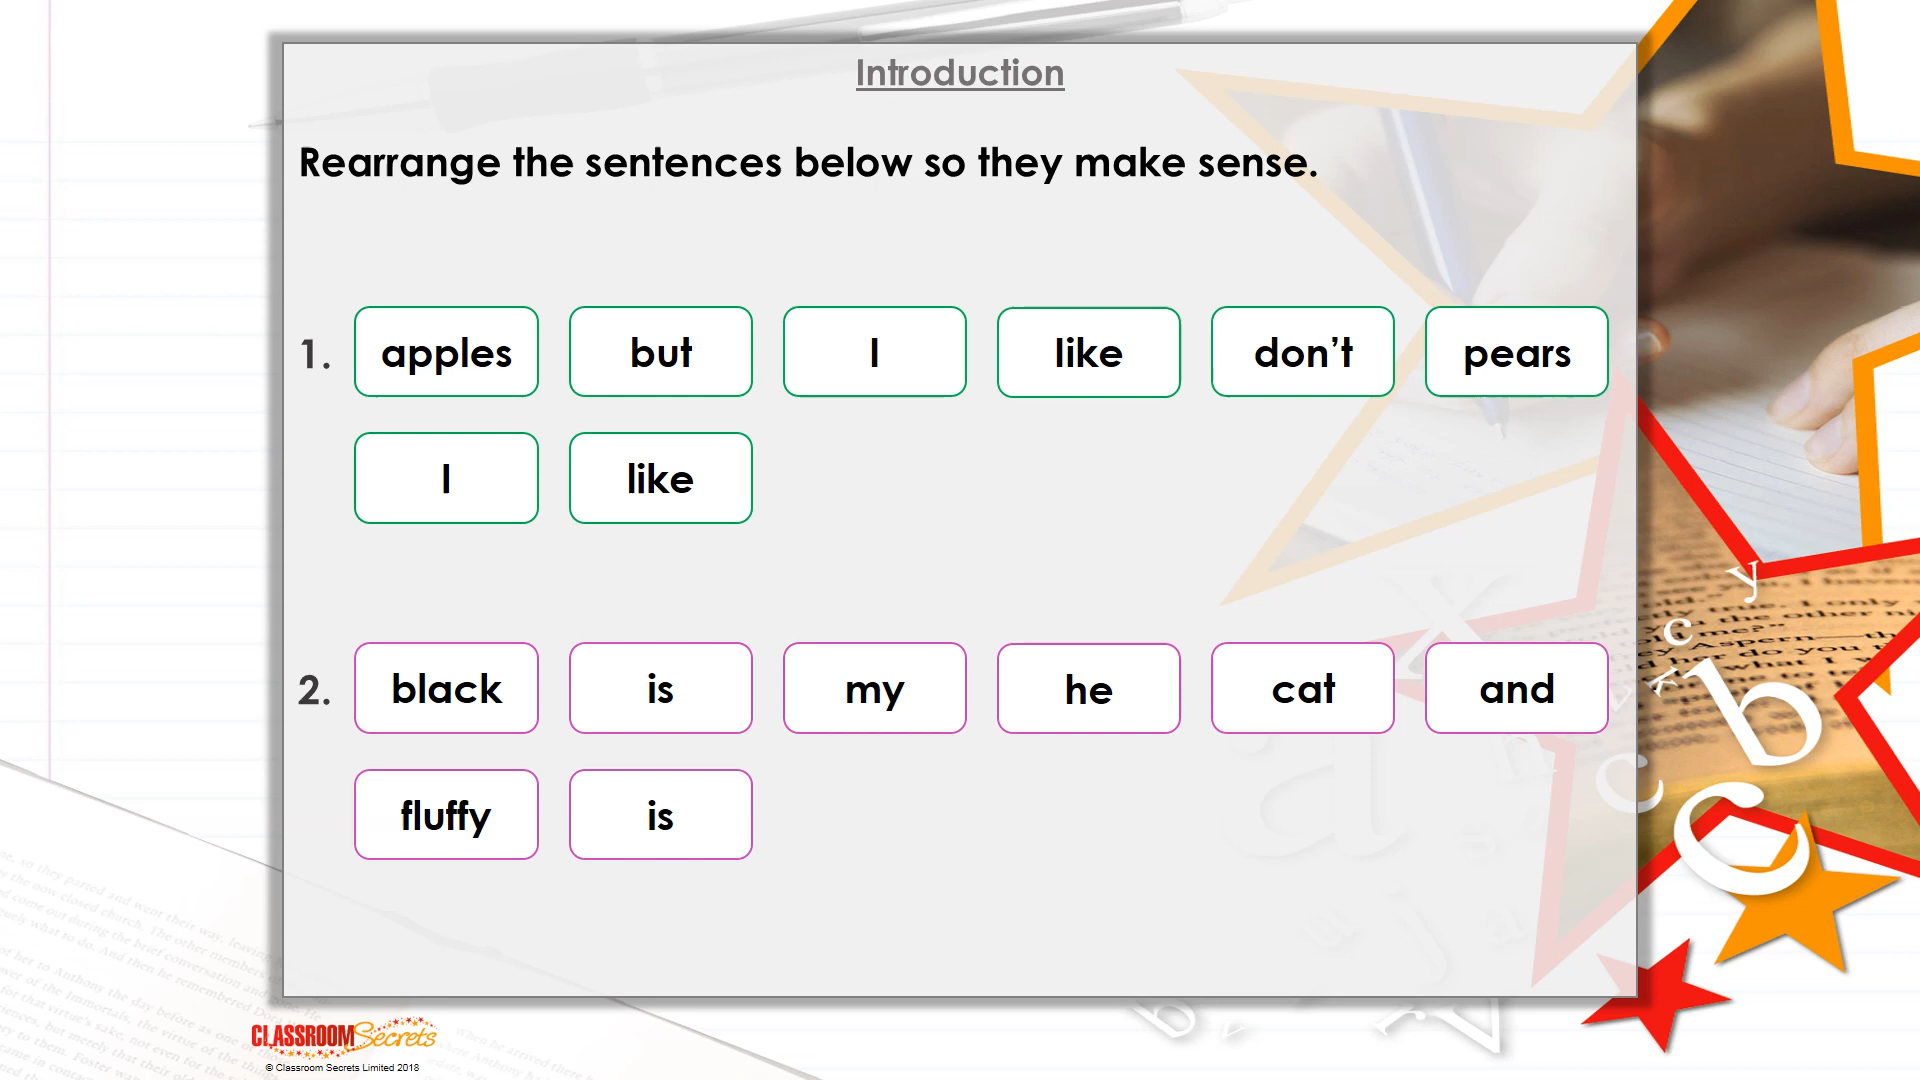 Introduction
Rearrange the sentences below so they make sense.
1. apples but I like don’t pears
I like
2. black is my he cat and
fluffy is
CLASSROOM Secrets
© Classroom Secrets Limited 2018